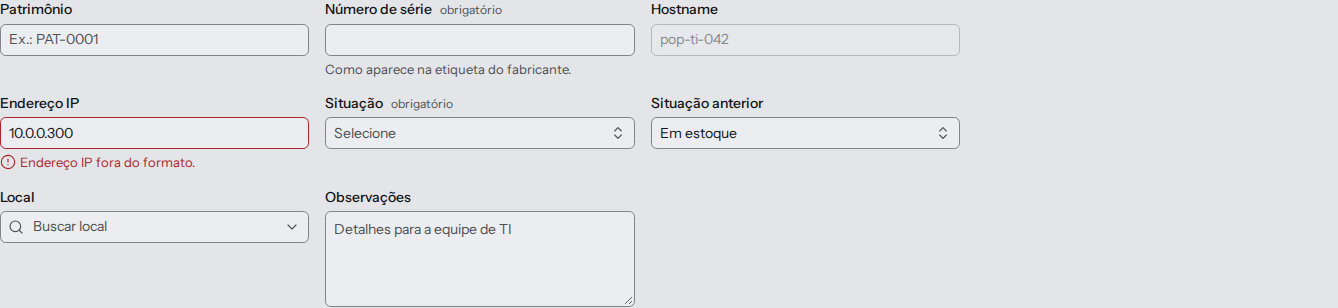 Patrimônio
Número de série obrigatório
Hostname
Ex.: PAT-0001
pop-ti-042
Como aparece na etiqueta do fabricante.
Endereço IP
Situação obrigatório
Situação anterior
10.0.0.300
Selecione
Em estoque
Endereço IP fora do formato.
Local
Observações
Buscar local
Detalhes para a equipe de TI